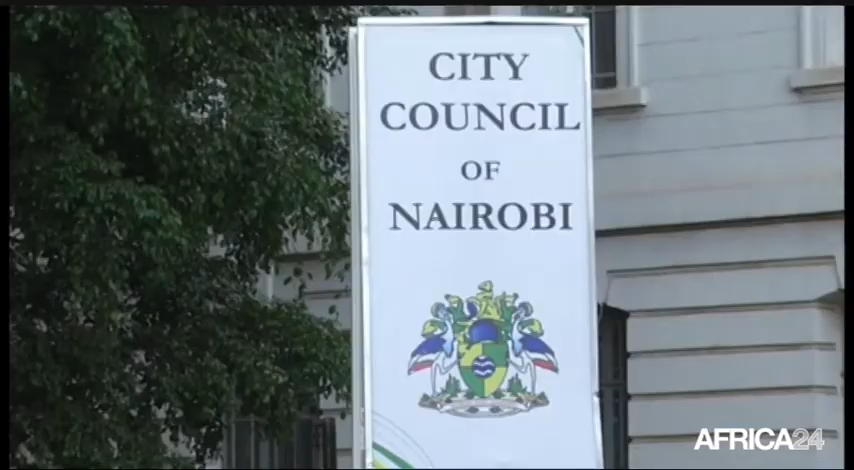 CITY
COUNCIL
OF
NAIROBI
AFRICA24